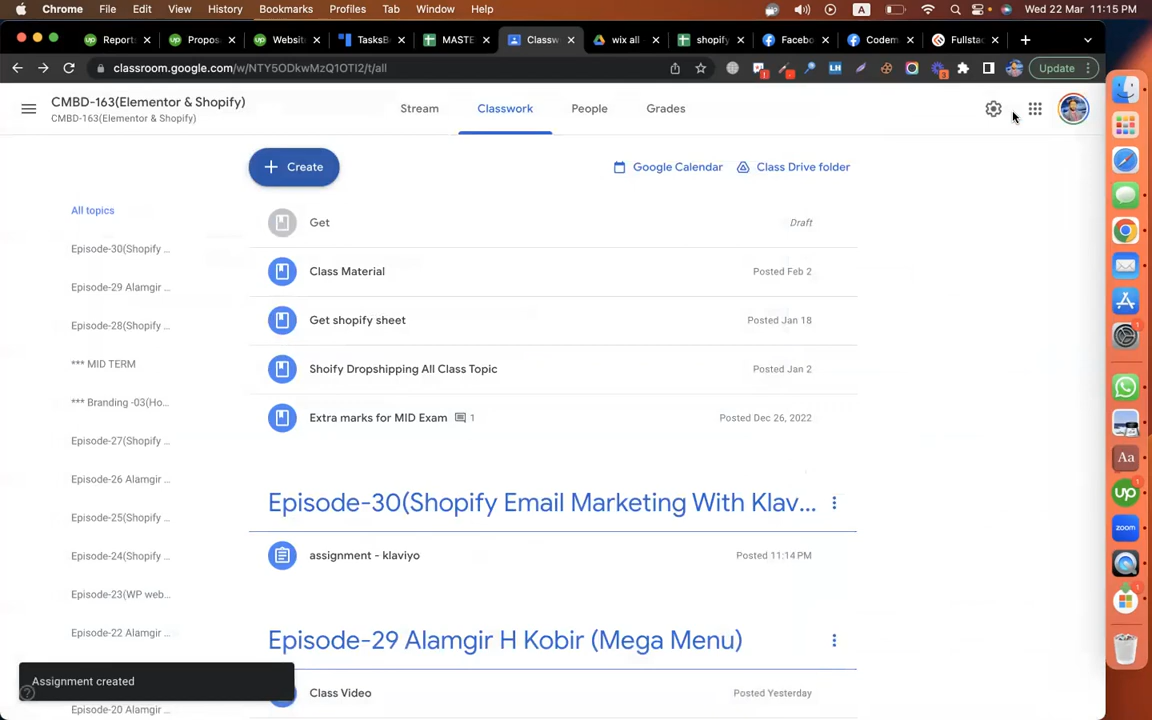 Chrome File Edit View History Bookmarks Profiles Tab Window Help
A
Wed 22 Mar 11:15 PM
Report
Propo
Website
TasksB
MASTE
Classw
wix all
shopify
Facebo
Codem
Fullsta
classroom.google.com/w/NTY5ODkwMzQ1OTI2/t/all
LH
3
Update
CMBD-163(Elementor & Shopify)
CMBD-163(Elementor & Shopify)
Stream
Classwork
People
Grades
Create
Google Calendar
Class Drive folder
All topics
Episode-30(Shopify ...
Episode-29 Alamgir ...
Episode-28(Shopify ...
*** MID TERM
*** Branding -03(Ho...
Episode-27(Shopify ...
Episode-26 Alamgir ...
Episode-25(Shopify ...
Episode-24(Shopify ...
Episode-23(WP web...
Episode-22 Alamgir ...
Episode-20 Alamgir ...
Get
Draft
Class Material
Posted Feb 2
Get shopify sheet
Posted Jan 18
Shoify Dropshipping All Class Topic
Posted Jan 2
Extra marks for MID Exam 1
Posted Dec 26, 2022
Episode-30(Shopify Email Marketing With Klav...
assignment - klaviyo
Posted 11:14 PM
Episode-29 Alamgir H Kobir (Mega Menu)
Class Video
Posted Yesterday
Assignment created
Aa
up
zoom